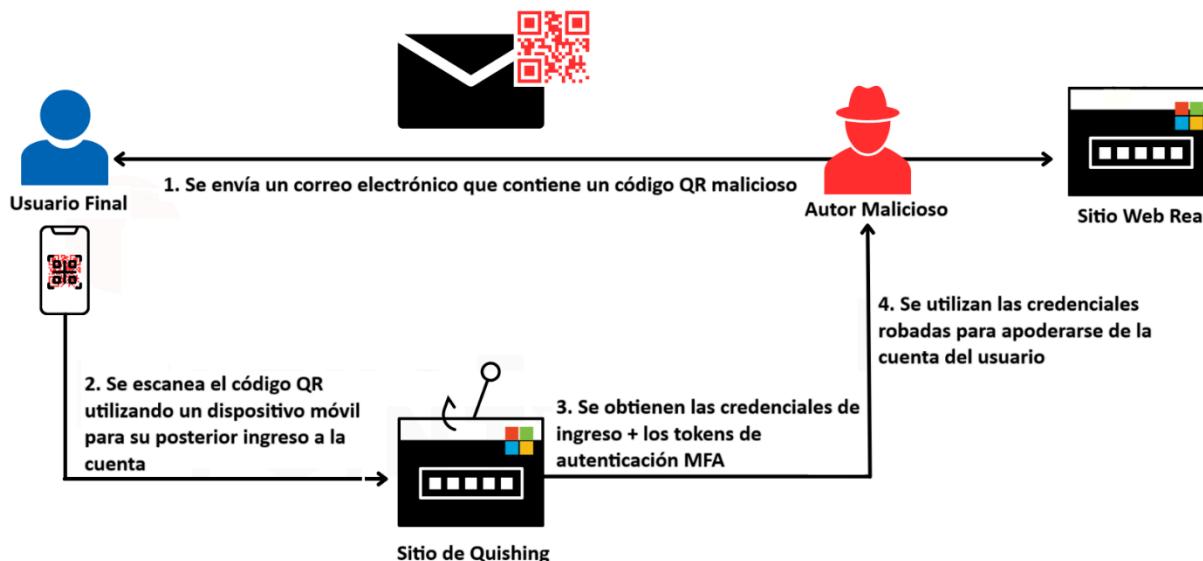 1. Se envía un correo electrónico que contiene un código QR malicioso
Usuario Final
Autor Malicioso
Sitio Web Rea
2. Se escanea el código QR
utilizando un dispositivo móvil
para su posterior ingreso a la
cuenta
3. Se obtienen las credenciales de
ingreso + los tokens de
autenticación MFA
4. Se utilizan las credenciales
robadas para apoderarse de la
cuenta del usuario
Sitio de Quishing